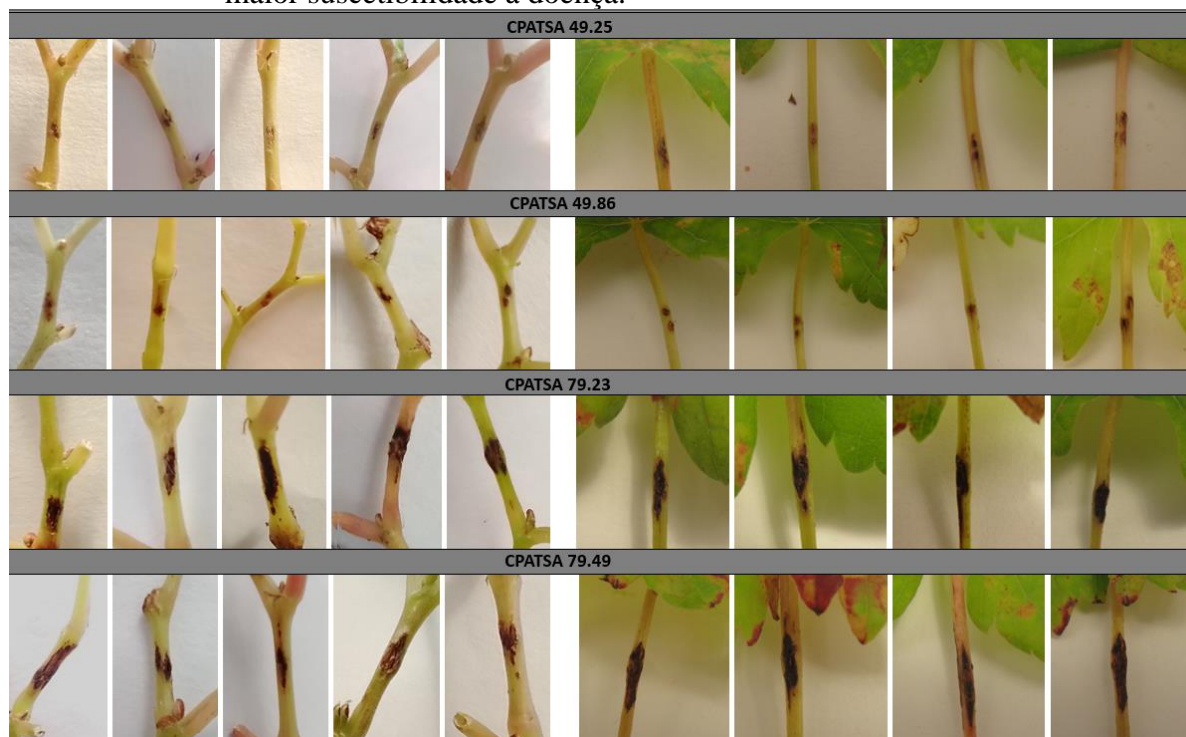 maior suscetibilidade à doença.
CPATSA 49.25
CPATSA 49.86
CPATSA 79.23
CPATSA 79.49